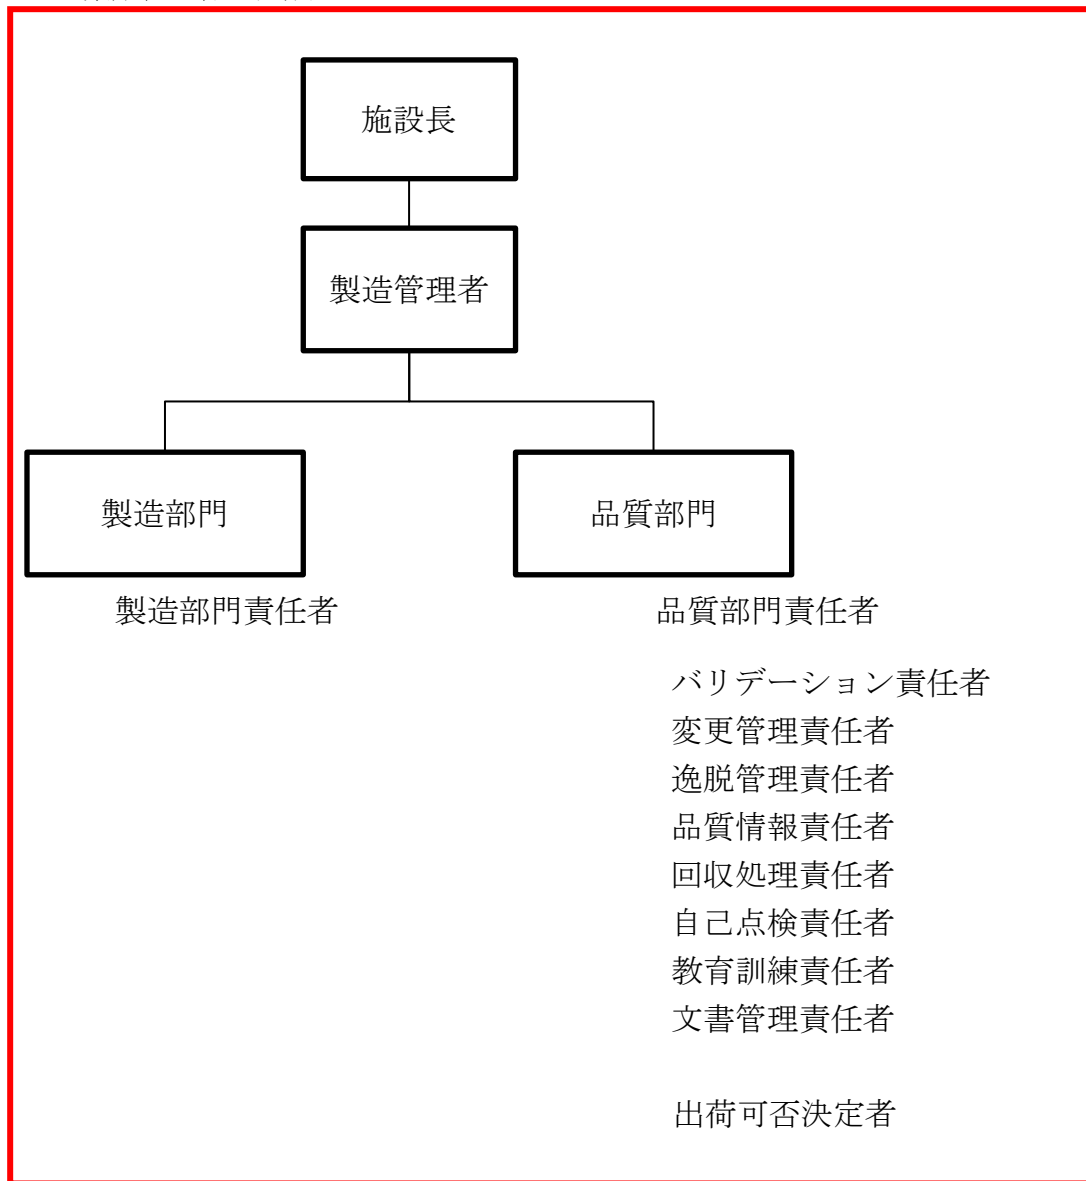 施設長
製造管理者
製造部門
品質部門
製造部門責任者
品質部門責任者
バリデーション責任者
変更管理責任者
逸脱管理責任者
品質情報責任者
回収処理責任者
自己点検責任者
教育訓練責任者
文書管理責任者
出荷可否決定者